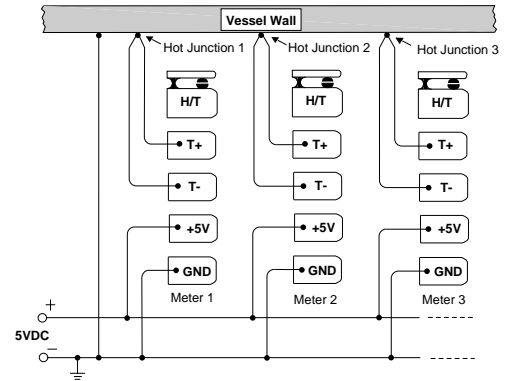 Vessel Wall
Hot Junction 1
Hot Junction 2
Hot Junction 3
H/T
H/T
H/T
T+
T+
T+
T-
T-
T-
+5V
+5V
+5V
GND
GND
GND
Meter 1
Meter 2
Meter 3
+
5VDC
-